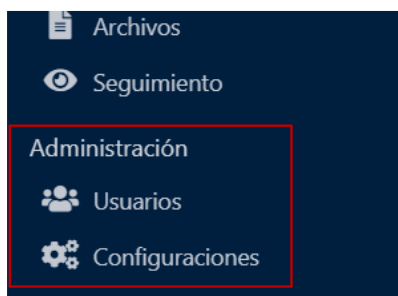 Archivos
Seguimiento
Administración
Usuarios
Configuraciones